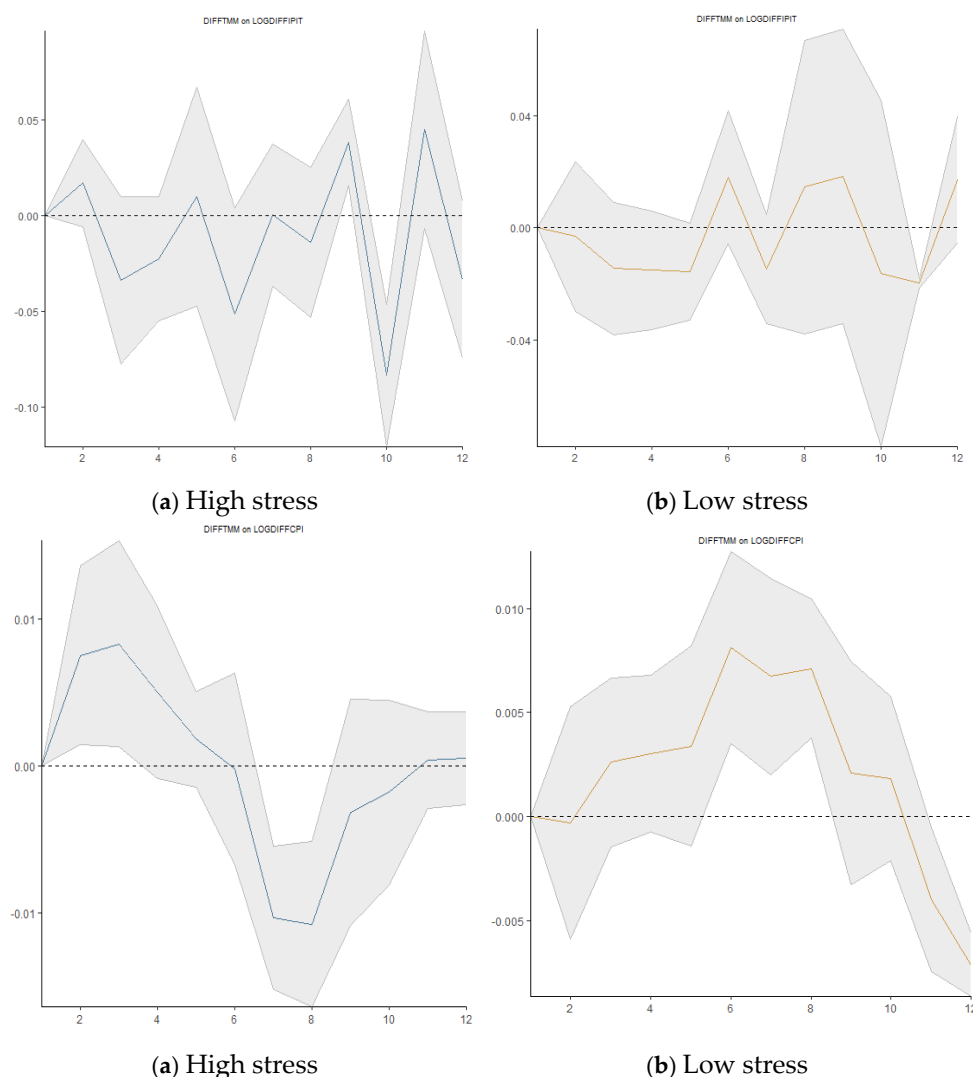 DIFFTMM on LOGDIFFIPIT
0.05
0.00
-0.05
-0.10
2 4 6 8 10 12
(a) High stress
DIFFTMM on LOGDIFFIPIT
0.04
0.00
-0.04
2 4 6 8 10 12
(b) Low stress
DIFFTMM on LOGDIFFCPI
0.01
0.00
-0.01
2 4 6 8 10 12
(a) High stress
DIFFTMM on LOGDIFFCPI
0.010
0.005
0.000
-0.005
2 4 6 8 10 12
(b) Low stress